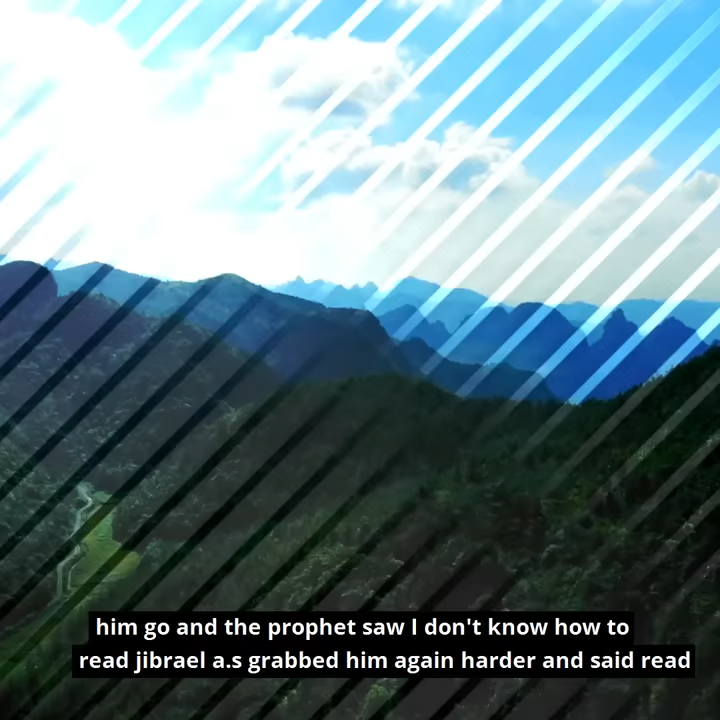 him go and the prophet saw I don't know how to
read jibrael a.s grabbed him again harder and said read